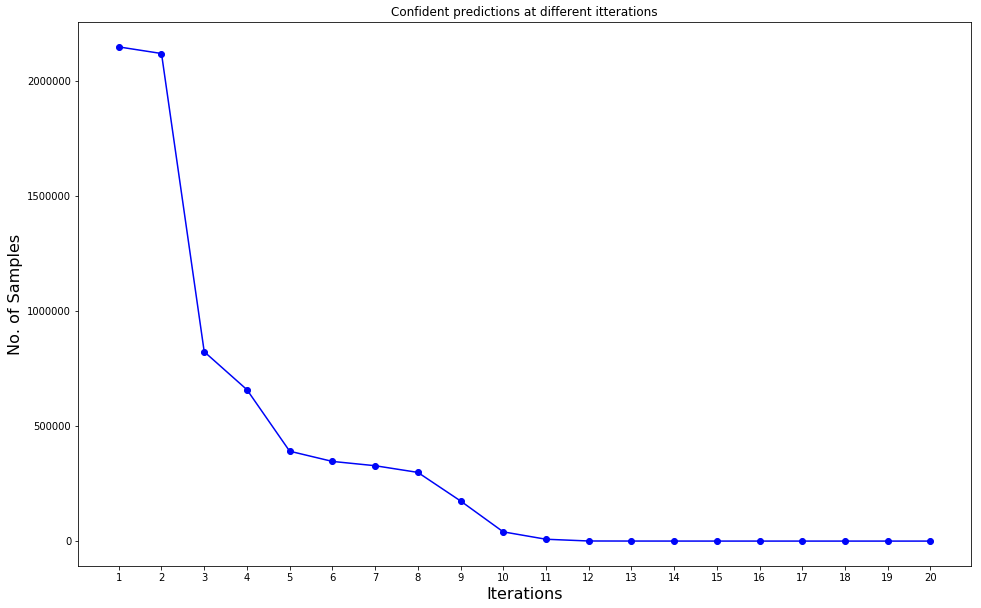 Confident predictions at different itterations
No. of Samples
2000000
1500000
1000000
500000
0
1 2 3 4 5 6 7 8 9 10 11 12 13 14 15 16 17 18 19 20
Iterations